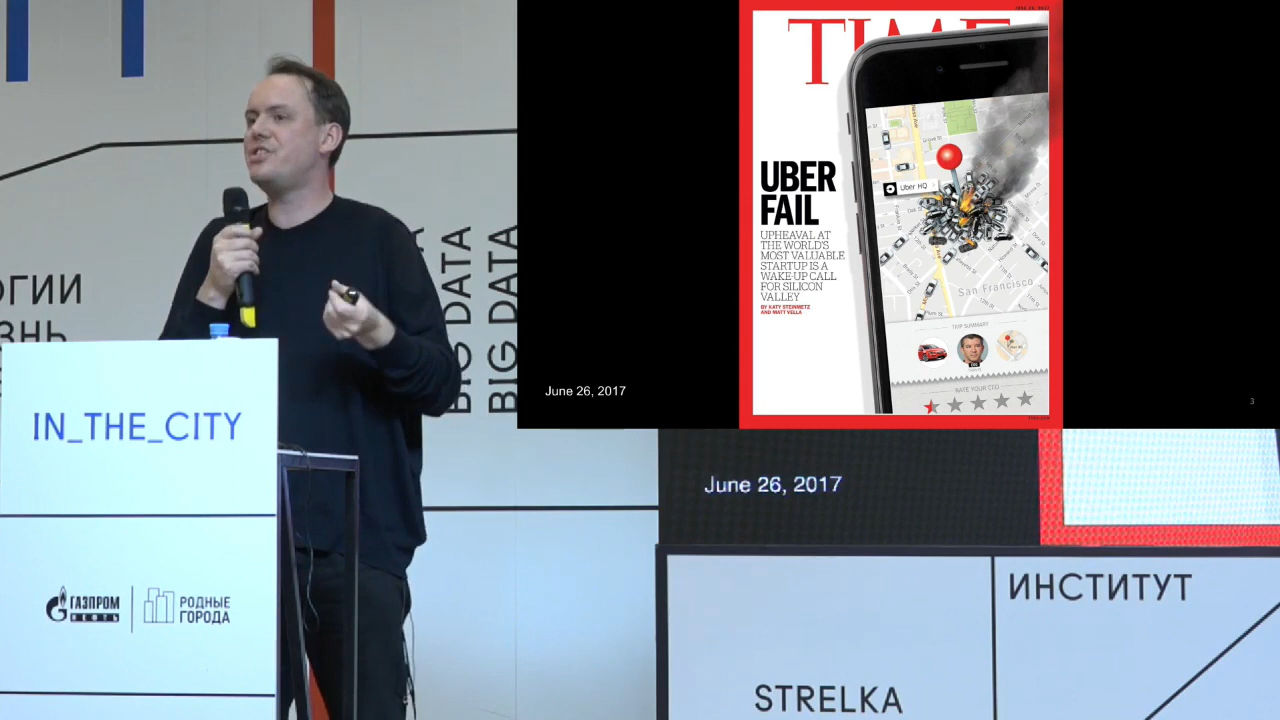 TIME
UBER
FAIL
UPHEAVAL AT
THE WORLD'S
MOST VALUABLE
STARTUP IS A
WAKE-UP CALL
FOR SILICON
VALLEY
BY KATY STEINMETZ
AND MATT VELLA
Uber HQ
San Francisco
TRIP SUMMARY
RATE YOUR CEO
June 26, 2017
3
ОГИИ
ЗНЬ
BIG DATA
BIG DATA
IN_THE_CITY
ГАЗПРОМ
НЕФТЬ
РОДНЫЕ
ГОРОДА
June 26, 2017
ИНСТИТУТ
STRELKA